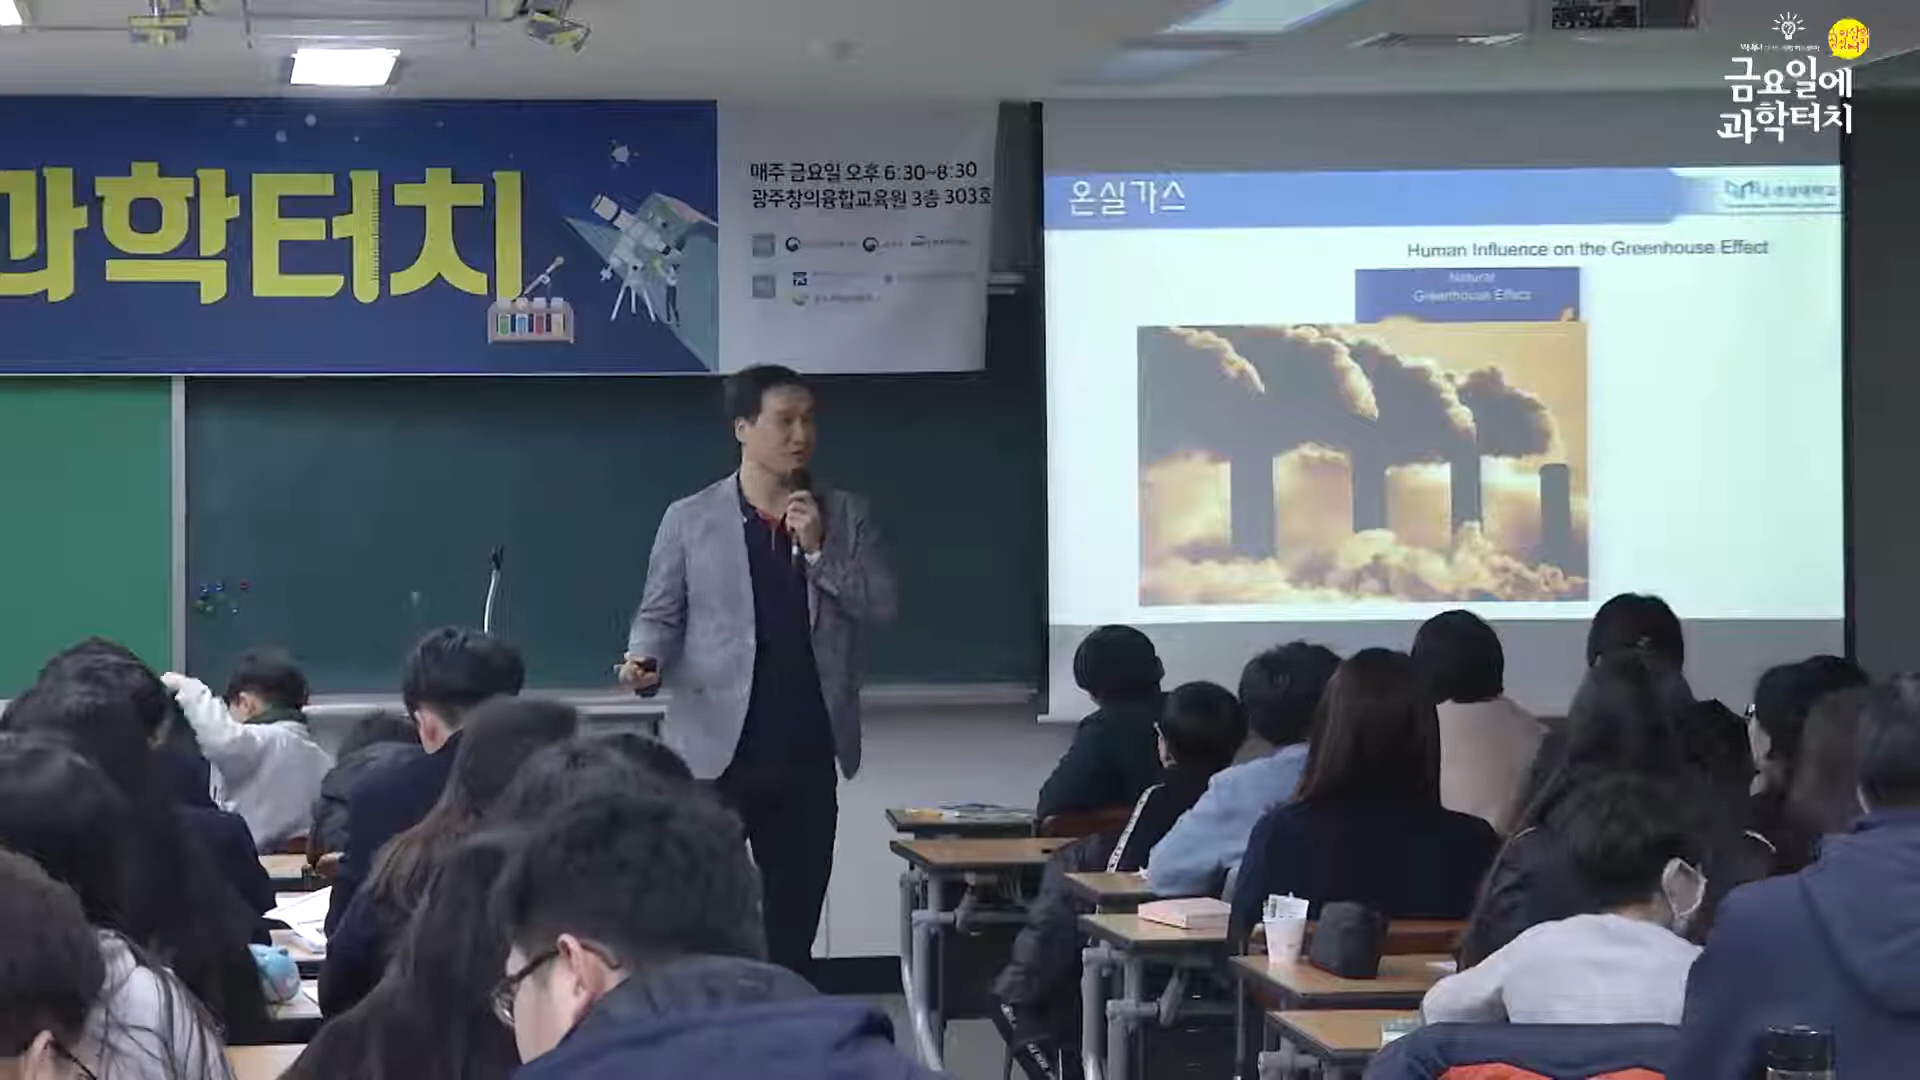 과학터치
매주 금요일 오후 6:30~8:30
광주창의융합교육원 3층 303호
온실가스
Human Influence on the Greenhouse Effect
Natural
Greenhouse Effect
금요일에
과학터치